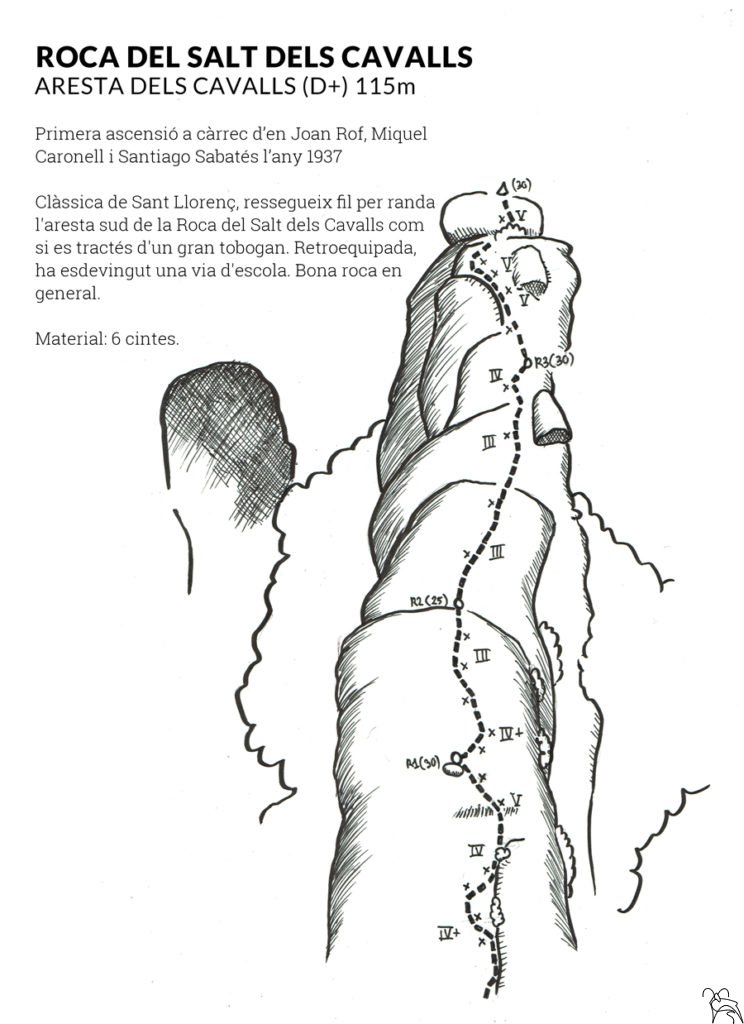 ROCA DEL SALT DELS CAVALLS
ARESTA DELS CAVALLS (D+) 115m
Primera ascensió a càrrec d'en Joan Rof, Miquel
Caronell i Santiago Sabatés l'any 1937
Clàssica de Sant Llorenç, ressegueix fil per randa
l'aresta sud de la Roca del Salt dels Cavalls com
si es tractés d'un gran tobogan. Retroequipada,
ha esdevingut una via d'escola. Bona roca en
general.
Material: 6 cintes.
(30)
V
V
V
R3(30)
IV
III
III
R2(25)
III
IV+
R1(30)
V
IV
IV+